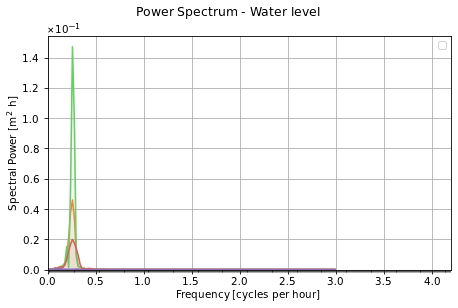 Power Spectrum - Water level
×10⁻¹
1.4
1.2
1.0
0.8
0.6
0.4
0.2
0.0
Spectral Power [m² h]
0.0 0.5 1.0 1.5 2.0 2.5 3.0 3.5 4.0
Frequency [cycles per hour]